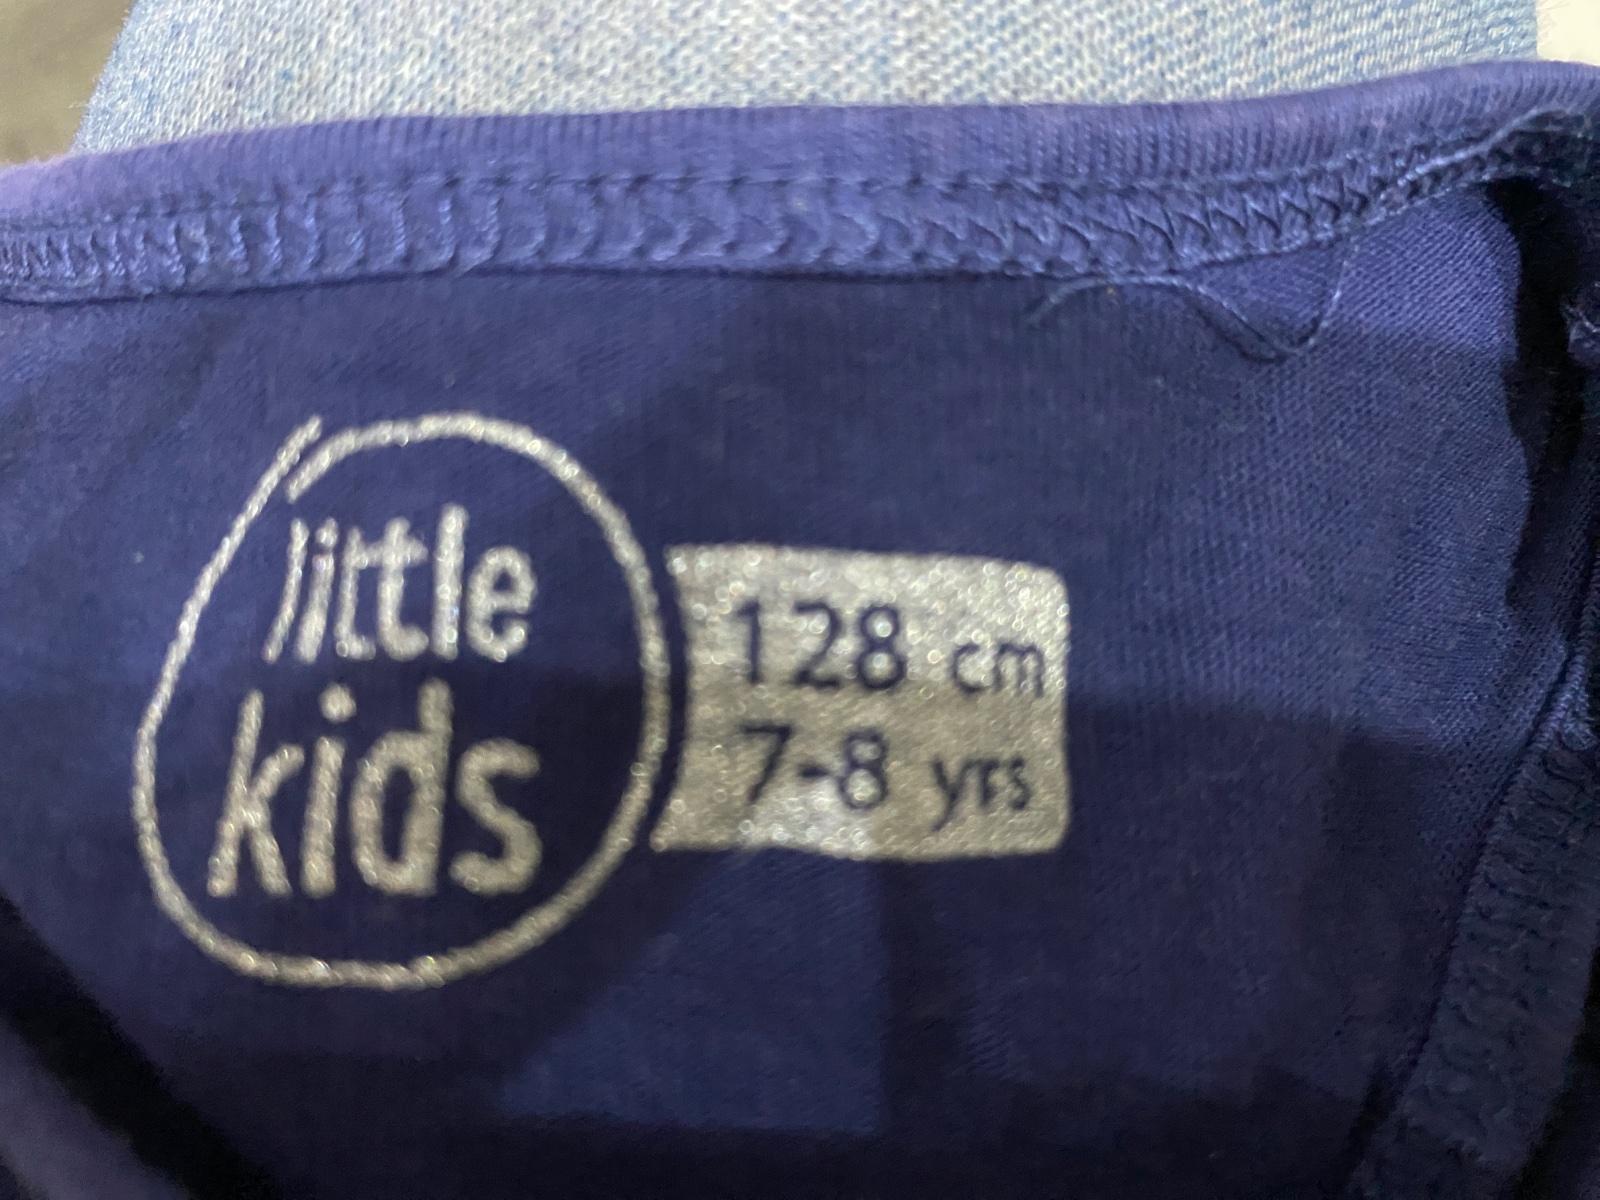 little
kids
128 cm
7-8 yrs